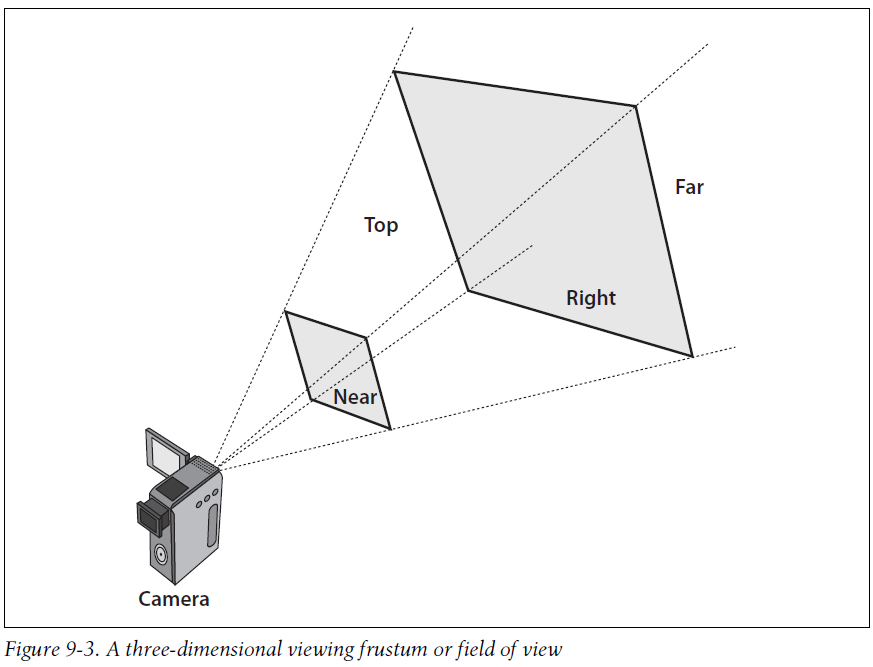 Far
Top
Right
Near
Camera
Figure 9-3. A three-dimensional viewing frustum or field of view